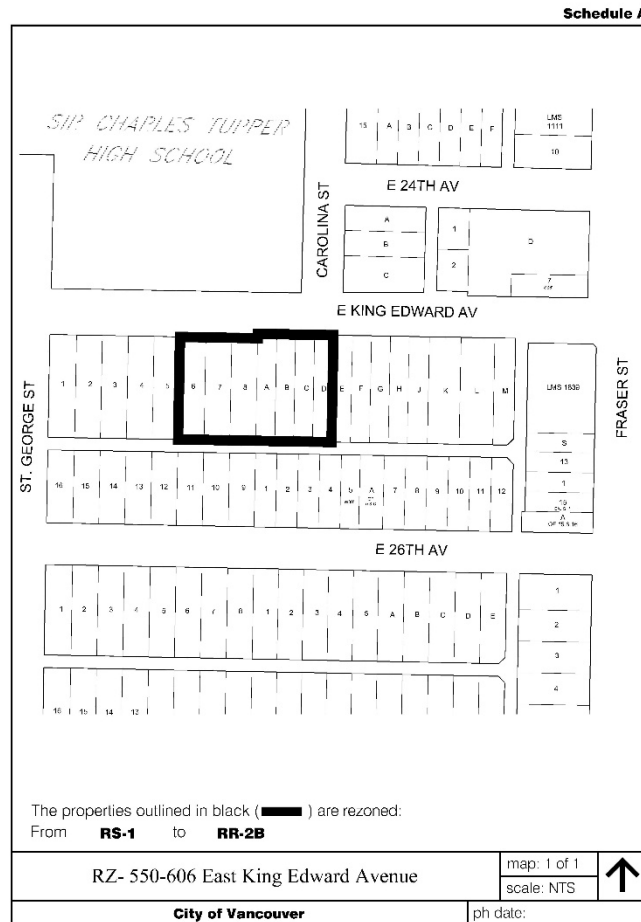 Schedule A
SIR CHARLES TUPPER
HIGH SCHOOL
15 A B C D E F
LMS
1111
10
E 24TH AV
CAROLINA ST
A
B
C
1
2
D
7
E KING EDWARD AV
1 2 3 4 5 6 7 8 A B C D E F G H J K L M
LMS 1839
ST. GEORGE ST
FRASER ST
S
13
1
16 15 14 13 12 11 10 9 1 2 3 4 5 A 7 8 9 10 11 12
A
E 26TH AV
1 2 3 4 5 6 7 8 1 2 3 4 5 A B C D E
1
2
3
4
16 15 14 13
The properties outlined in black ( ) are rezoned:
From RS-1 to RR-2B
RZ- 550-606 East King Edward Avenue
map: 1 of 1
scale: NTS
City of Vancouver
ph date: